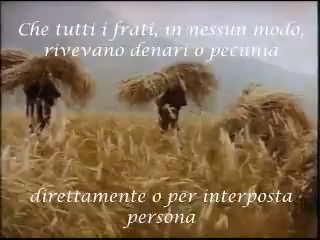 Che tutti i frati, in nessun modo,
rivevano denari o pecunia
direttamente o per interposta
persona